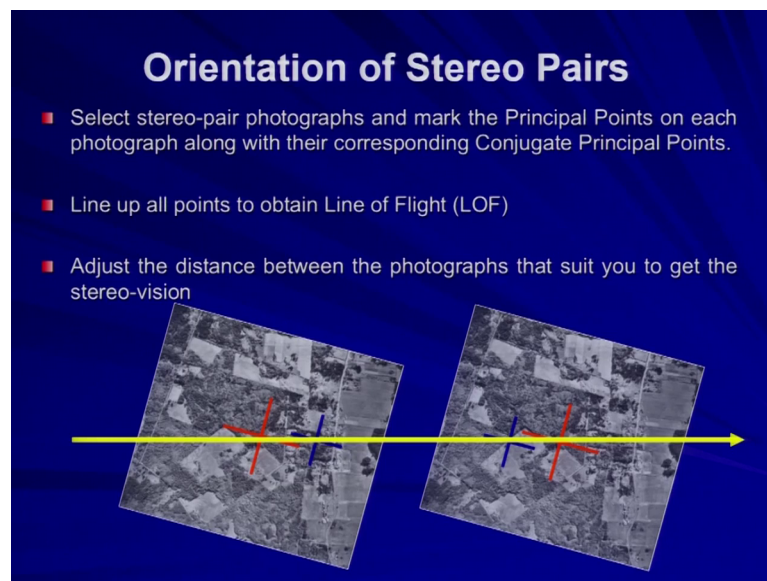 Orientation of Stereo Pairs
Select stereo-pair photographs and mark the Principal Points on each
photograph along with their corresponding Conjugate Principal Points.
Line up all points to obtain Line of Flight (LOF)
Adjust the distance between the photographs that suit you to get the
stereo-vision